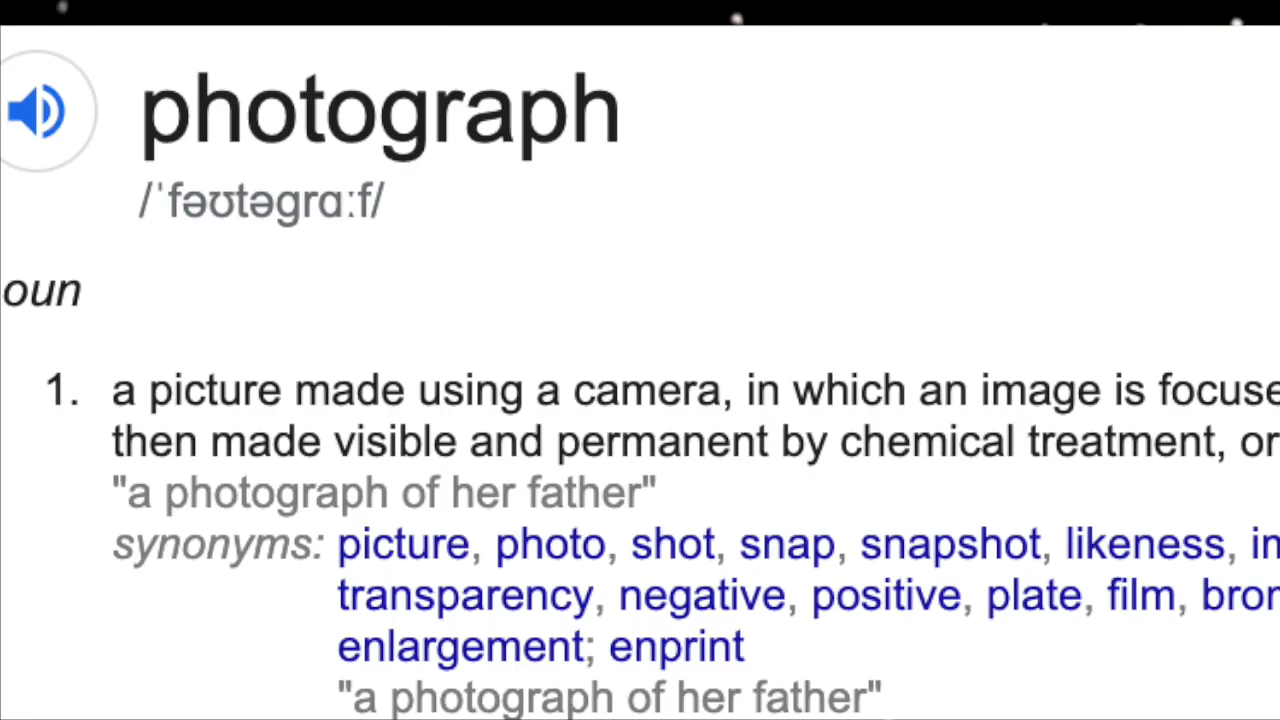 photograph
/ˈfəʊtəɡrɑːf/
oun
1. a picture made using a camera, in which an image is focuse
then made visible and permanent by chemical treatment, or
"a photograph of her father"
synonyms: picture, photo, shot, snap, snapshot, likeness, im
transparency, negative, positive, plate, film, bror
enlargement; enprint
"a photograph of her father"